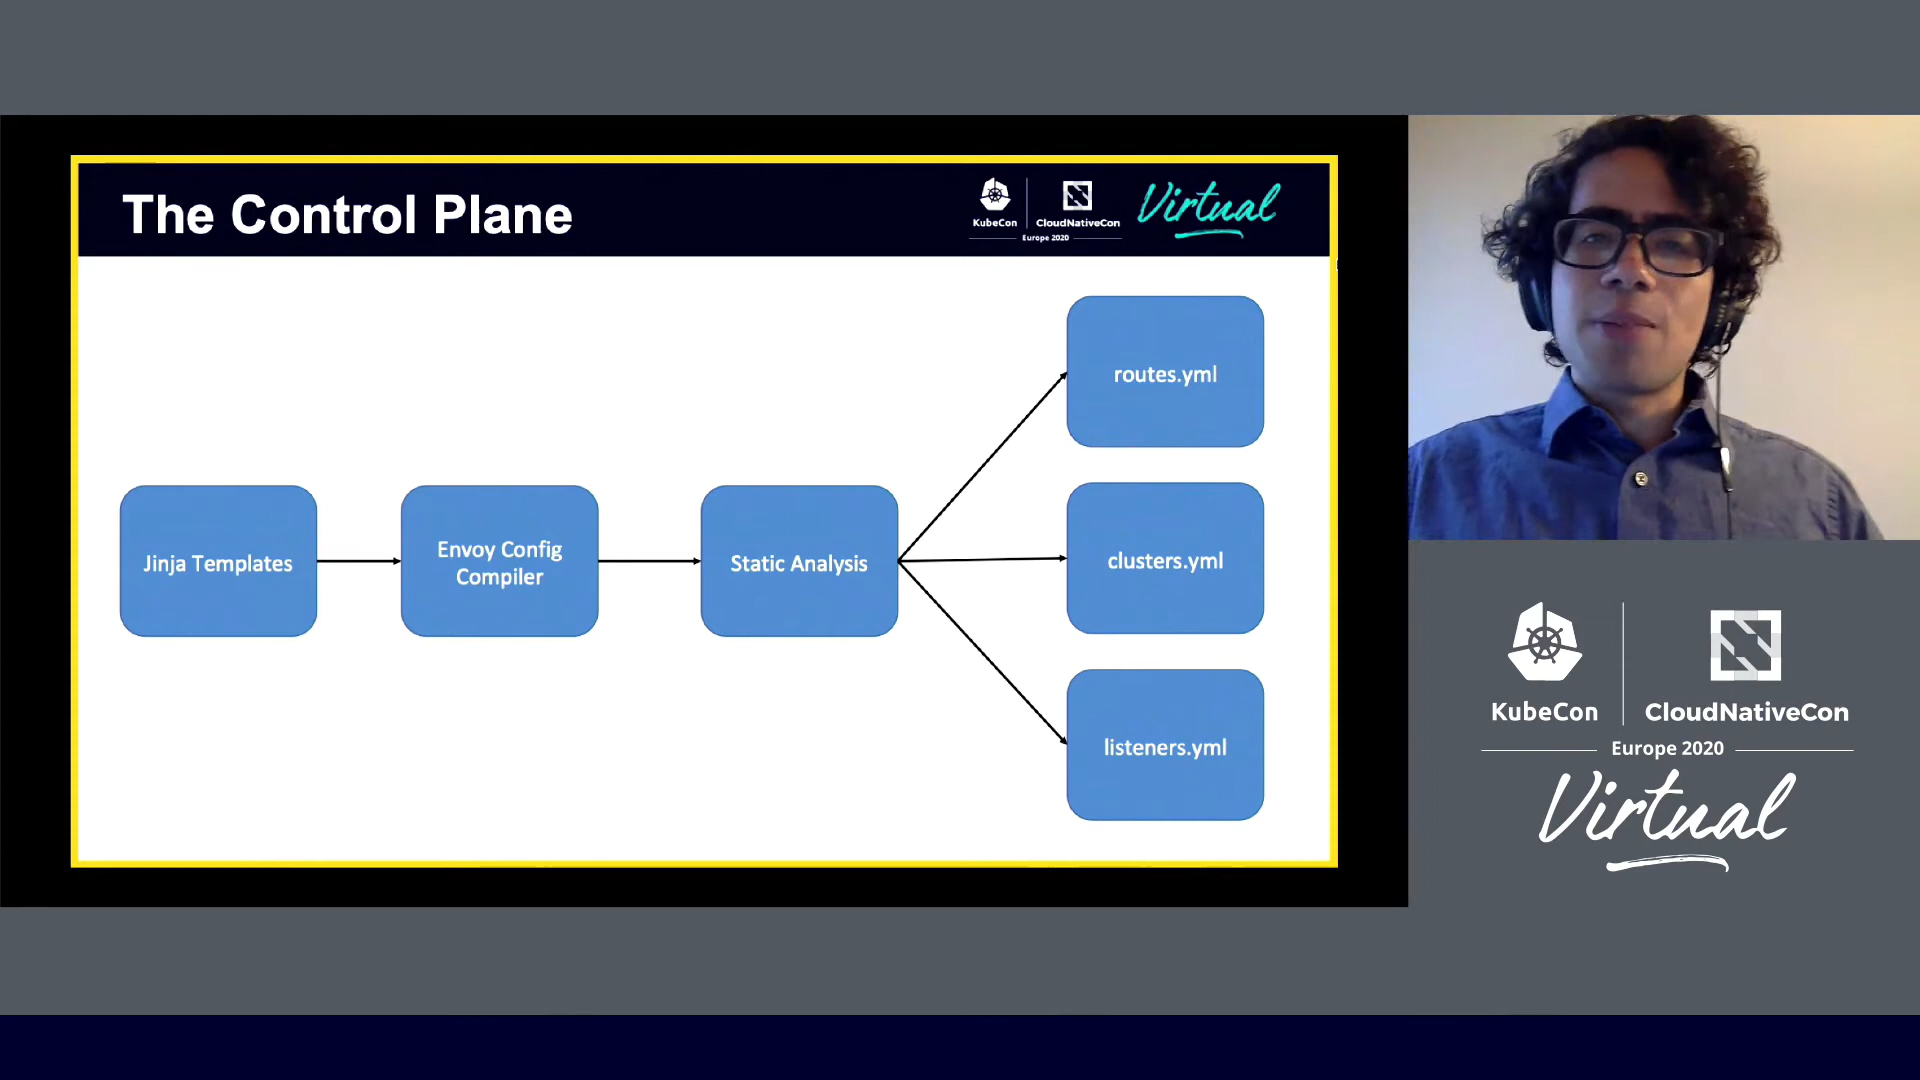 The Control Plane
KubeCon
CloudNativeCon
Europe 2020
Virtual
Jinja Templates
Envoy Config
Compiler
Static Analysis
routes.yml
clusters.yml
listeners.yml
KubeCon
CloudNativeCon
Europe 2020
Virtual